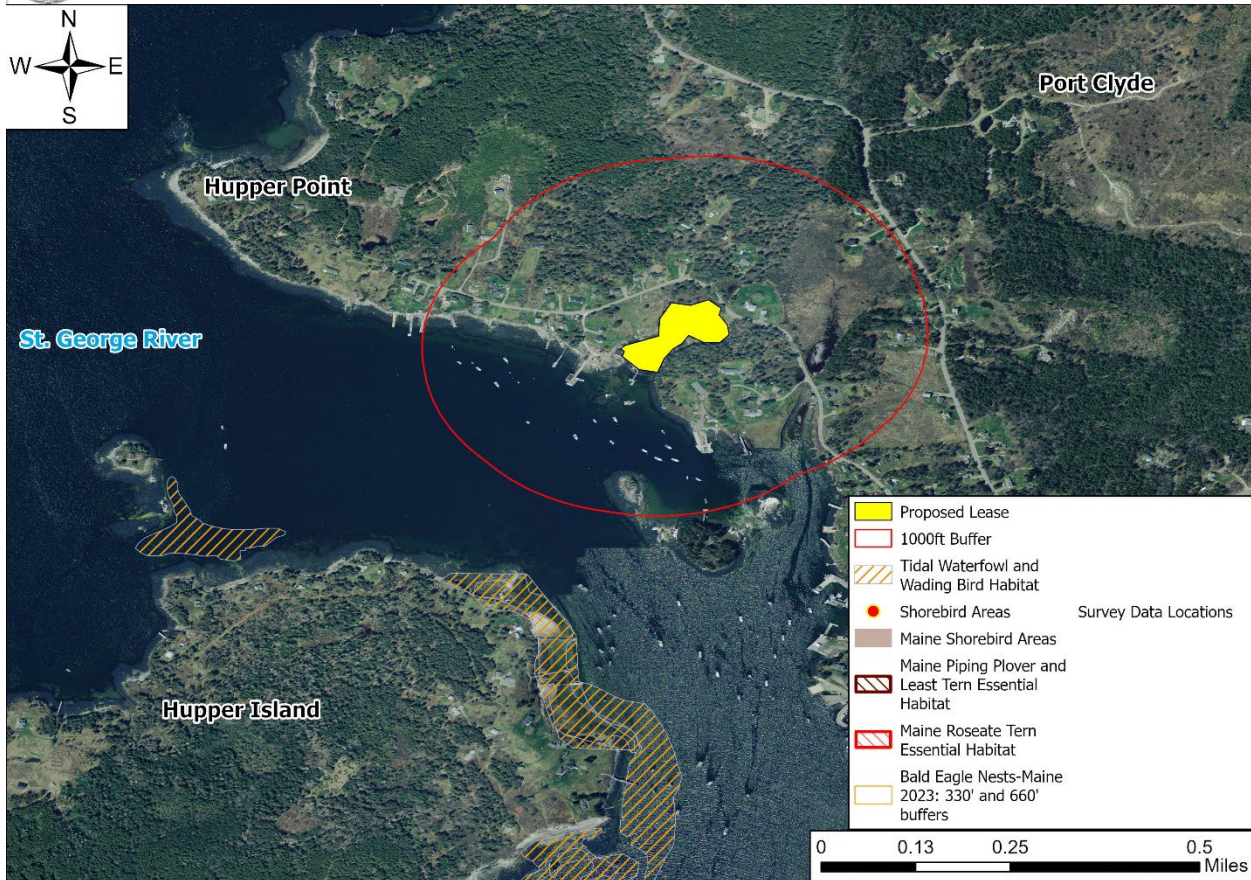 N
W E
S
Port Clyde
Hupper Point
St. George River
Hupper Island
Proposed Lease
1000ft Buffer
Tidal Waterfowl and
Wading Bird Habitat
Shorebird Areas Survey Data Locations
Maine Shorebird Areas
Maine Piping Plover and
Least Tern Essential
Habitat
Maine Roseate Tern
Essential Habitat
Bald Eagle Nests-Maine
2023: 330' and 660'
buffers
0 0.13 0.25 0.5
Miles